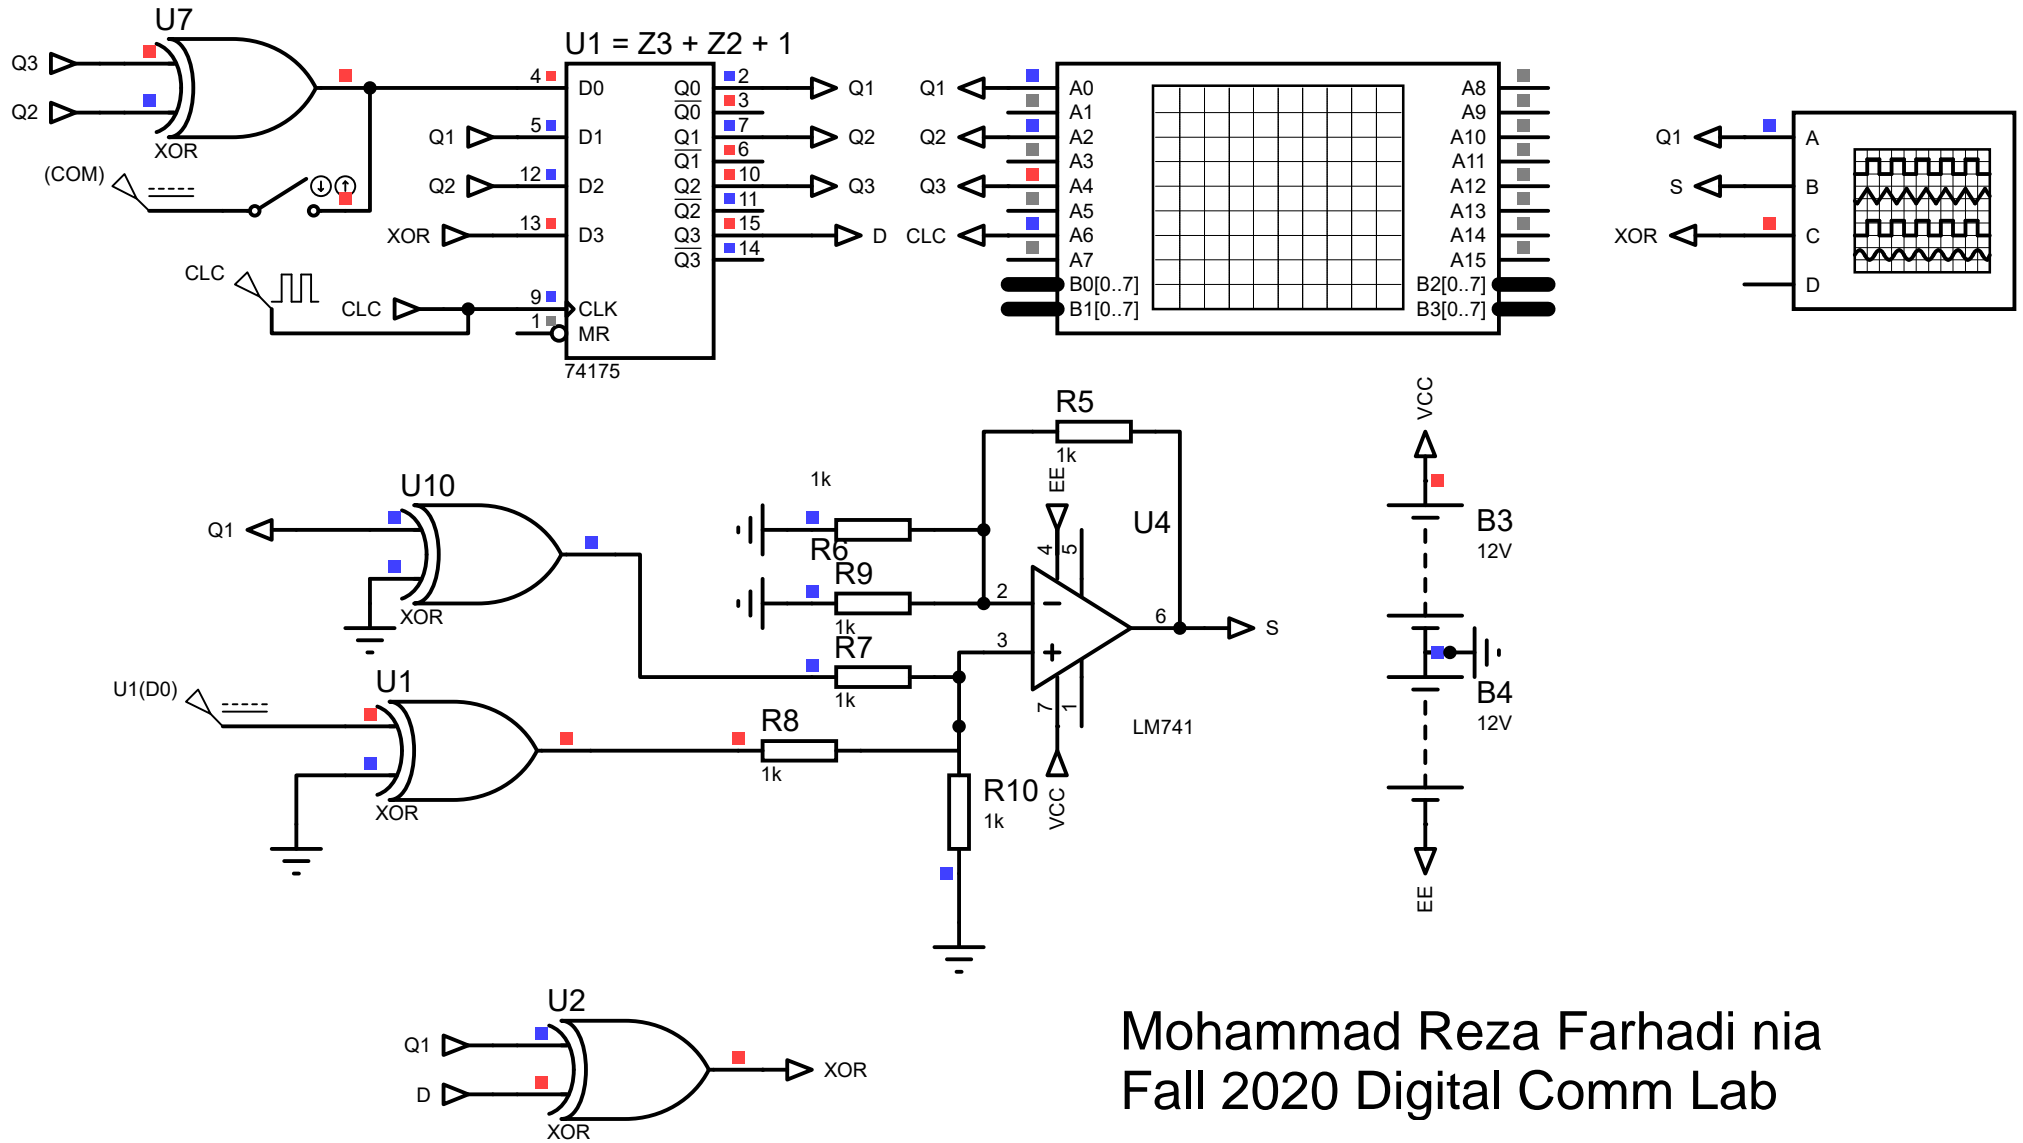 U7
Q3
Q2
XOR
(COM)
U1 = Z3 + Z2 + 1
4 D0 Q0 2 Q1
Q0 3
Q1 5 D1 Q1 7 Q2
Q1 6
Q2 12 D2 Q2 10 Q3
Q2 11
XOR 13 D3 Q3 15 D
Q3 14
CLC
CLC 9 CLK
1 MR
74175
Q1 A0 A8
A1 A9
Q2 A2 A10
A3 A11
Q3 A4 A12
A5 A13
CLC A6 A14
A7 A15
B0[0..7] B2[0..7]
B1[0..7] B3[0..7]
Q1 A
S B
XOR C
D
R5
1k
EE
1k
R6
R9
1k
R7
1k
U10
Q1
XOR
U1
U1(D0)
XOR
R8
1k
R10
1k
U4
4 5
2
3
6 S
7 1
LM741
VCC
VCC
B3
12V
B4
12V
EE
U2
Q1
D
XOR
XOR
Mohammad Reza Farhadi nia
Fall 2020 Digital Comm Lab